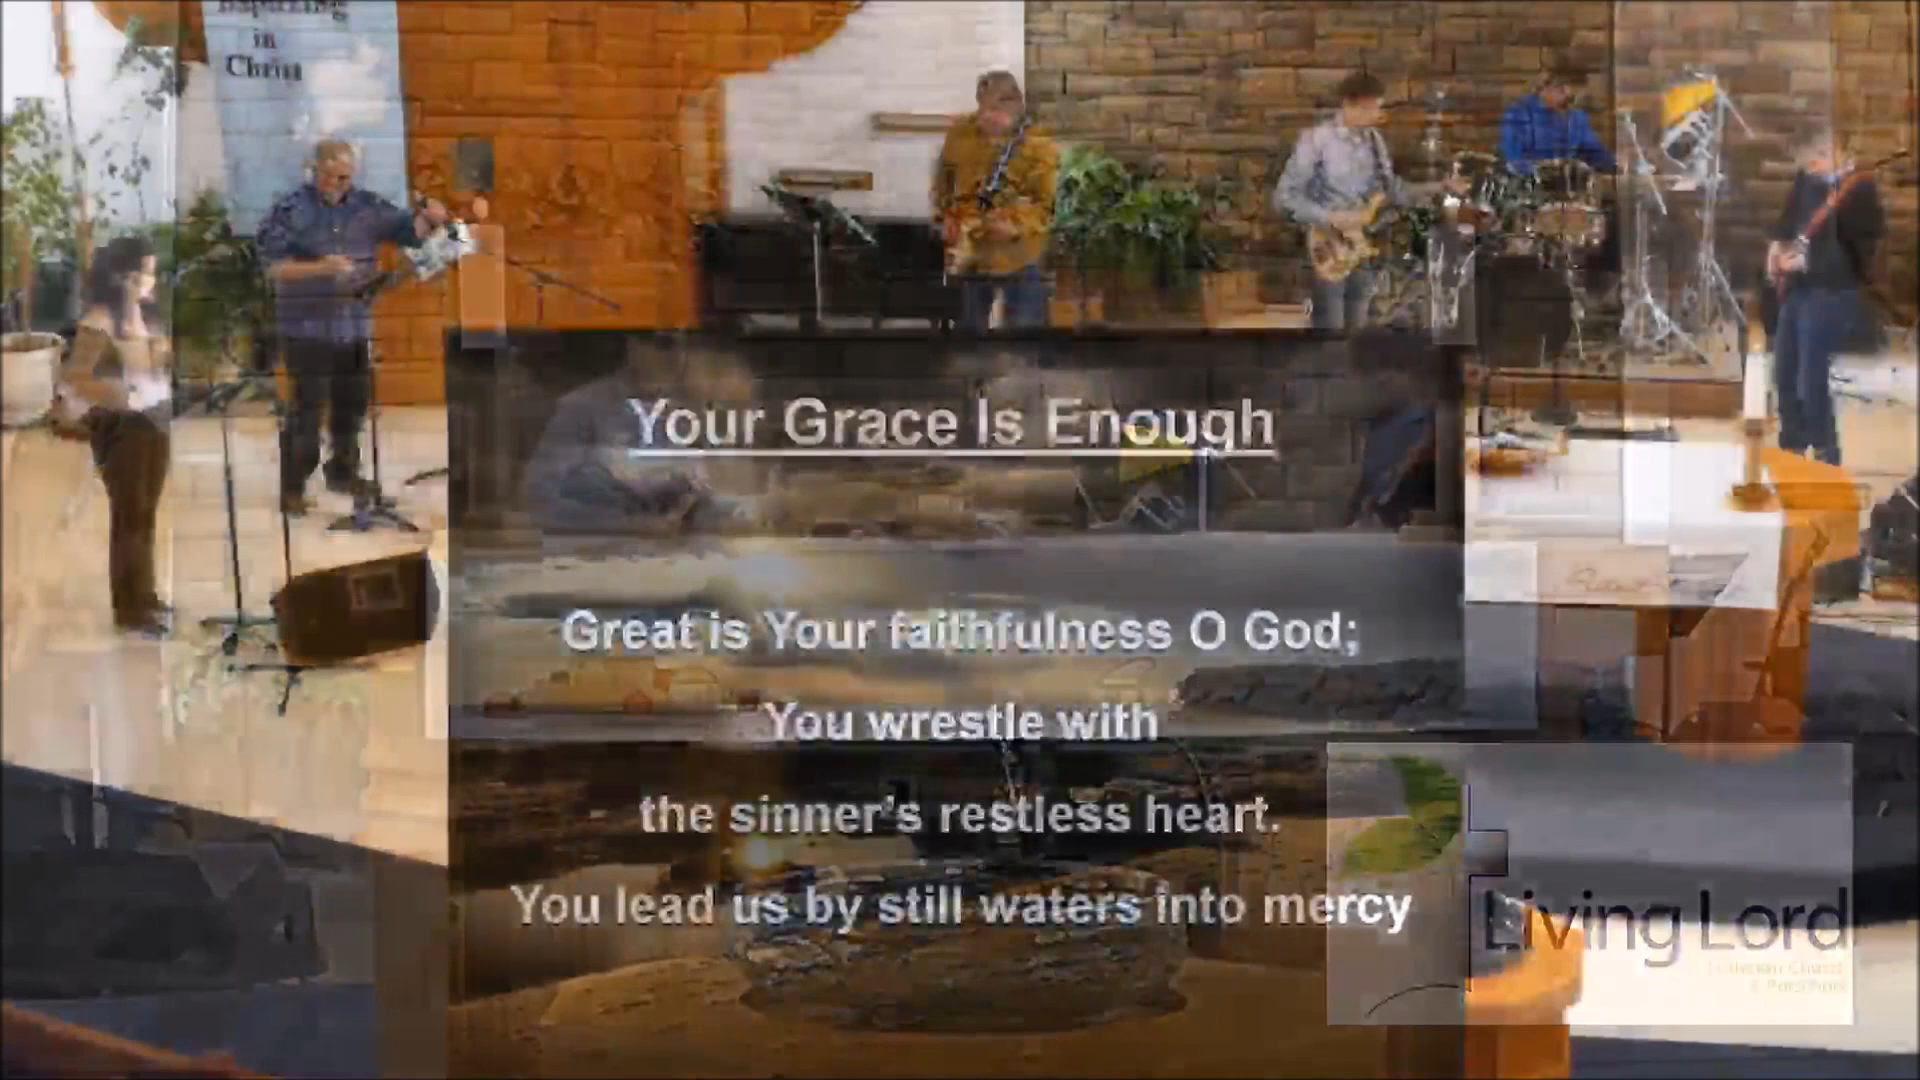 in
Christ
Your Grace Is Enough
Great is Your faithfulness O God;
You wrestle with
the sinner's restless heart.
You lead us by still waters into mercy
Living Lord